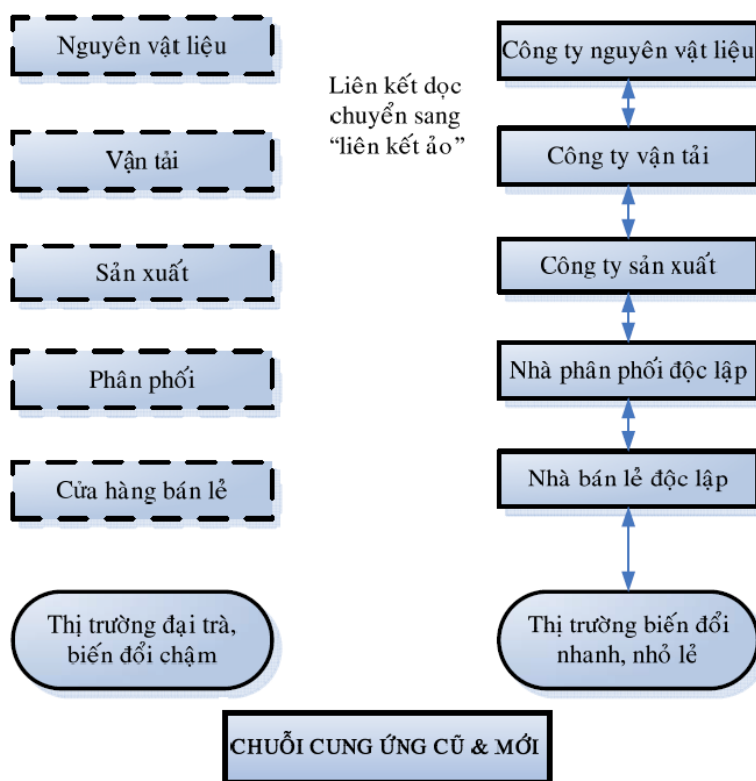 Nguyên vật liệu
Vận tải
Sản xuất
Phân phối
Cửa hàng bán lẻ
Thị trường đại trà,
biến đổi chậm
Liên kết dọc
chuyển sang
“liên kết ảo”
Công ty nguyên vật liệu
Công ty vận tải
Công ty sản xuất
Nhà phân phối độc lập
Nhà bán lẻ độc lập
Thị trường biến đổi
nhanh, nhỏ lẻ
CHUỖI CUNG ỨNG CŨ & MỚI